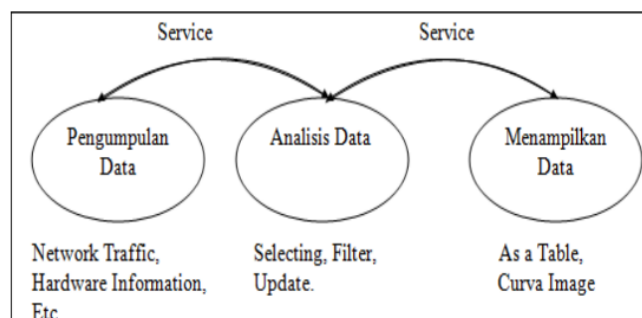 Service
Service
Pengumpulan
Data
Analisis Data
Menampilkan
Data
Network Traffic,
Hardware Information,
Etc
Selecting, Filter,
Update.
As a Table,
Curva Image